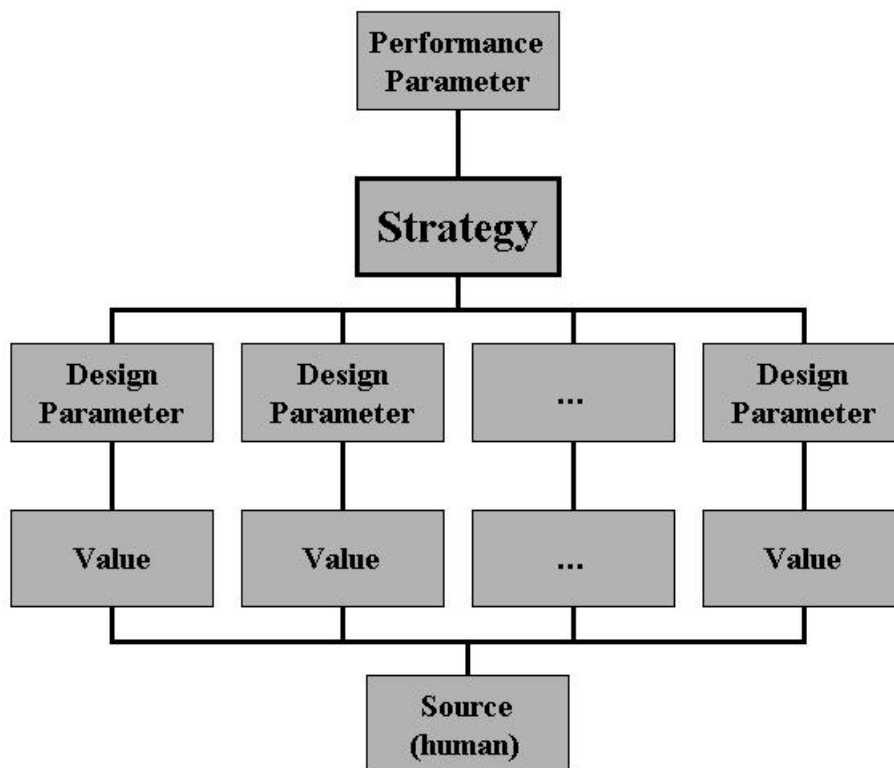 Performance
Parameter
Strategy
Design
Parameter
Design
Parameter
...
Design
Parameter
Value
Value
...
Value
Source
(human)